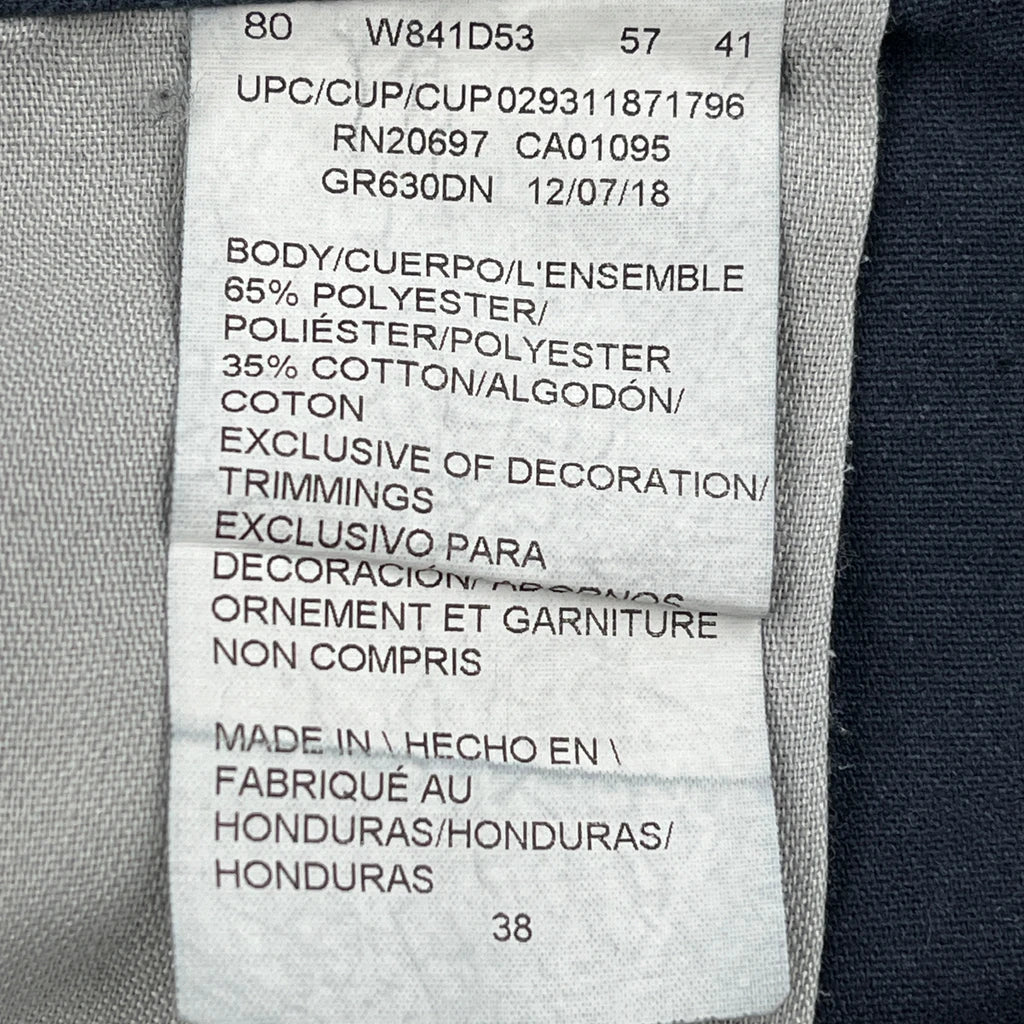 80 W841D53 57 41
UPC/CUP/CUP029311871796
RN20697 CA01095
GR630DN 12/07/18
BODY/CUERPO/L'ENSEMBLE
65% POLYESTER/
POLIÉSTER/POLYESTER
35% COTTON/ALGODÓN/
COTON
EXCLUSIVE OF DECORATION/
TRIMMINGS
EXCLUSIVO PARA
DECORACIÓN/
ORNEMENT ET GARNITURE
NON COMPRIS
MADE IN \ HECHO EN \
FABRIQUÉ AU
HONDURAS/HONDURAS/
HONDURAS
38